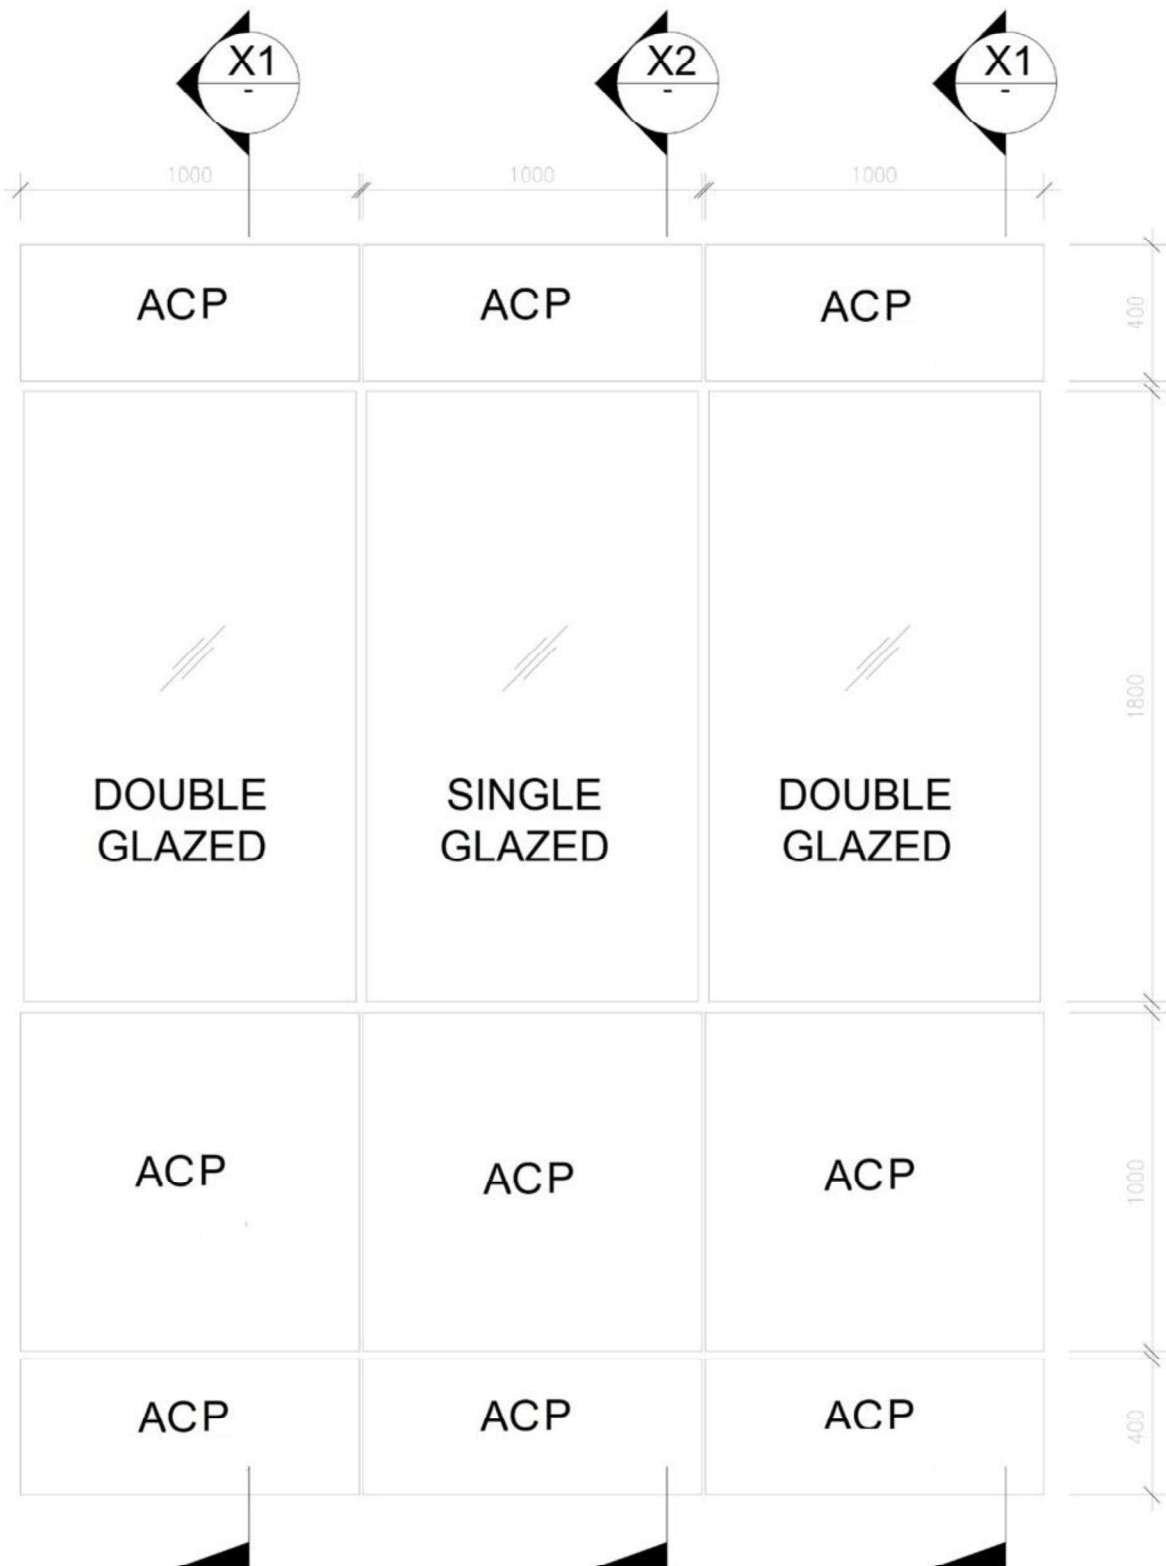 X1
-
X2
-
X1
-
1000
1000
1000
ACP
ACP
ACP
400
1800
DOUBLE
GLAZED
SINGLE
GLAZED
DOUBLE
GLAZED
ACP
ACP
ACP
1000
ACP
ACP
ACP
400